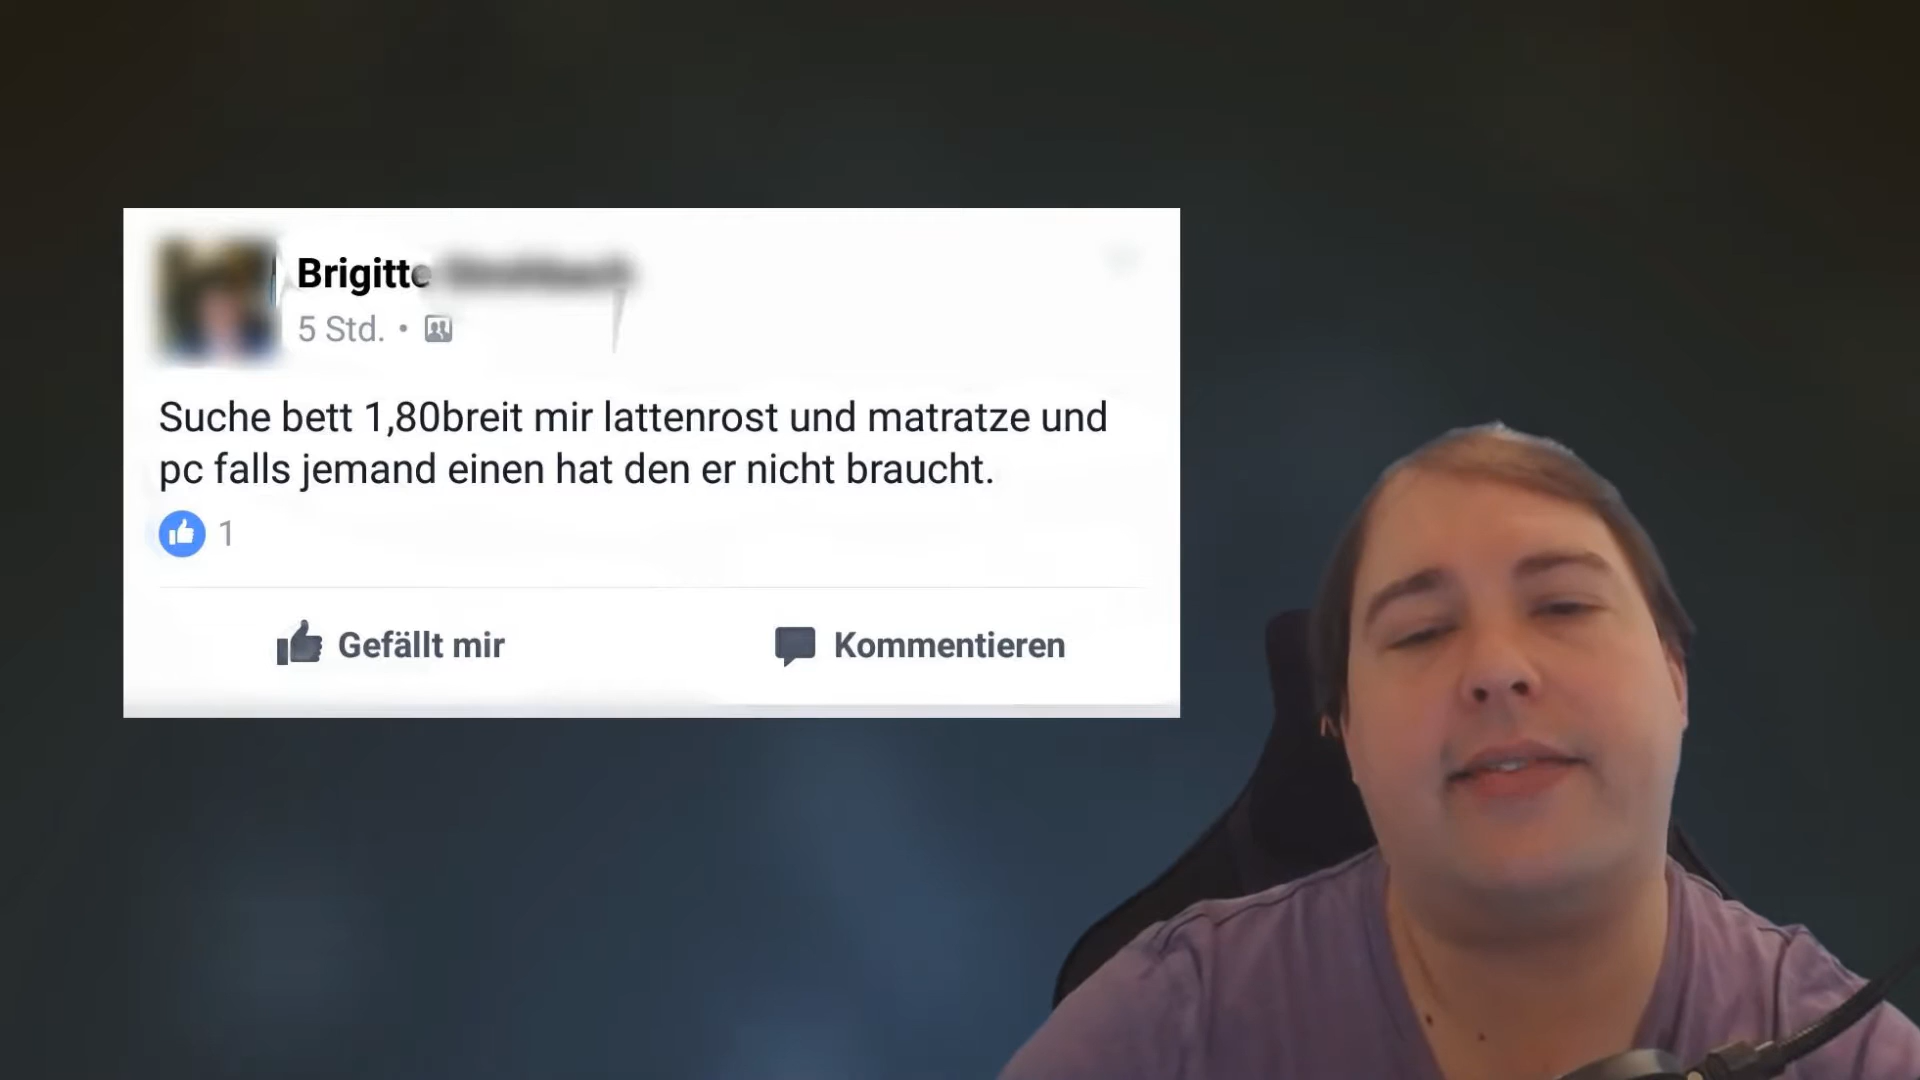 Brigitte
5 Std. •
Suche bett 1,80breit mir lattenrost und matratze und
pc falls jemand einen hat den er nicht braucht.
1
Gefällt mir
Kommentieren